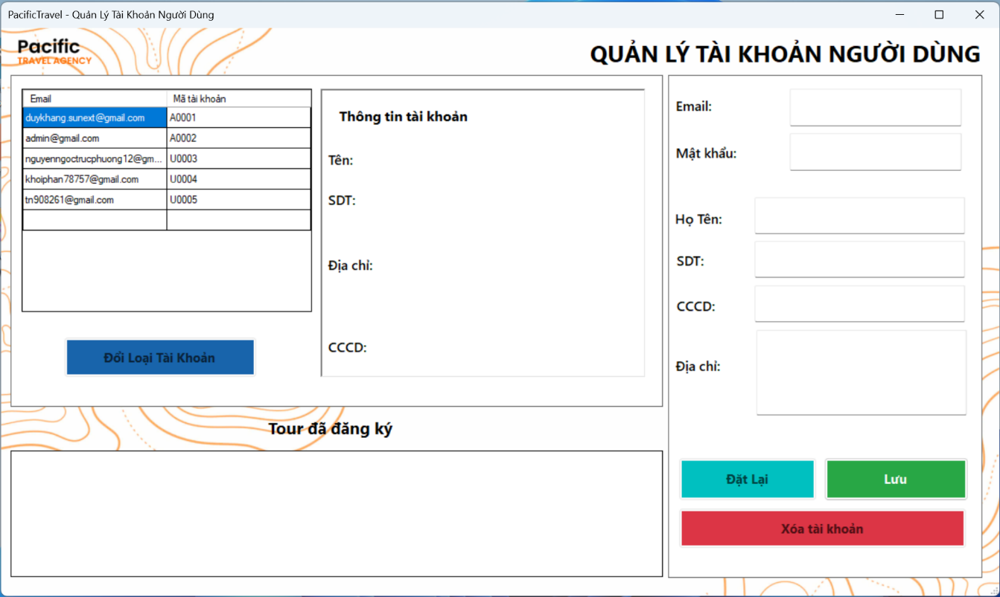 PacificTravel - Quản Lý Tài Khoản Người Dùng
Pacific
TRAVEL AGENCY
QUẢN LÝ TÀI KHOẢN NGƯỜI DÙNG
Email Mã tài khoản
duykhang.sunext@gmail.com A0001
admin@gmail.com A0002
nguyenngoctrucphuong12@gm... U0003
khoiphan78757@gmail.com U0004
tn908261@gmail.com U0005
Đổi Loại Tài Khoản
Thông tin tài khoản
Tên:
SDT:
Địa chỉ:
CCCD:
Tour đã đăng ký
Email:
Mật khẩu:
Họ Tên:
SDT:
CCCD:
Địa chỉ:
Đặt Lại Lưu
Xóa tài khoản